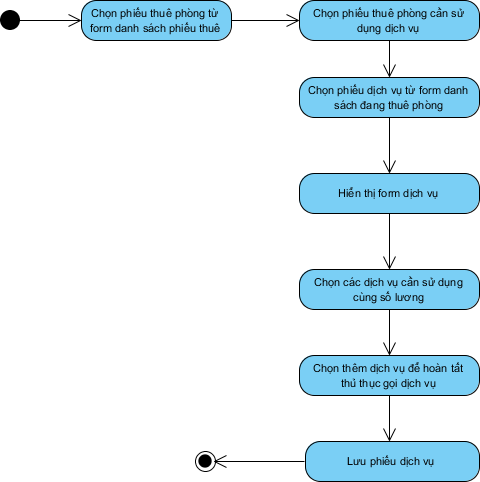 Chọn phiếu thuê phòng từ
form danh sách phiếu thuê
Chọn phiếu thuê phòng cần sử
dụng dịch vụ
Chọn phiếu dịch vụ từ form danh
sách đang thuê phòng
Hiển thị form dịch vụ
Chọn các dịch vụ cần sử dụng
cùng số lương
Chọn thêm dịch vụ để hoàn tất
thủ thục gọi dịch vụ
Lưu phiếu dịch vụ